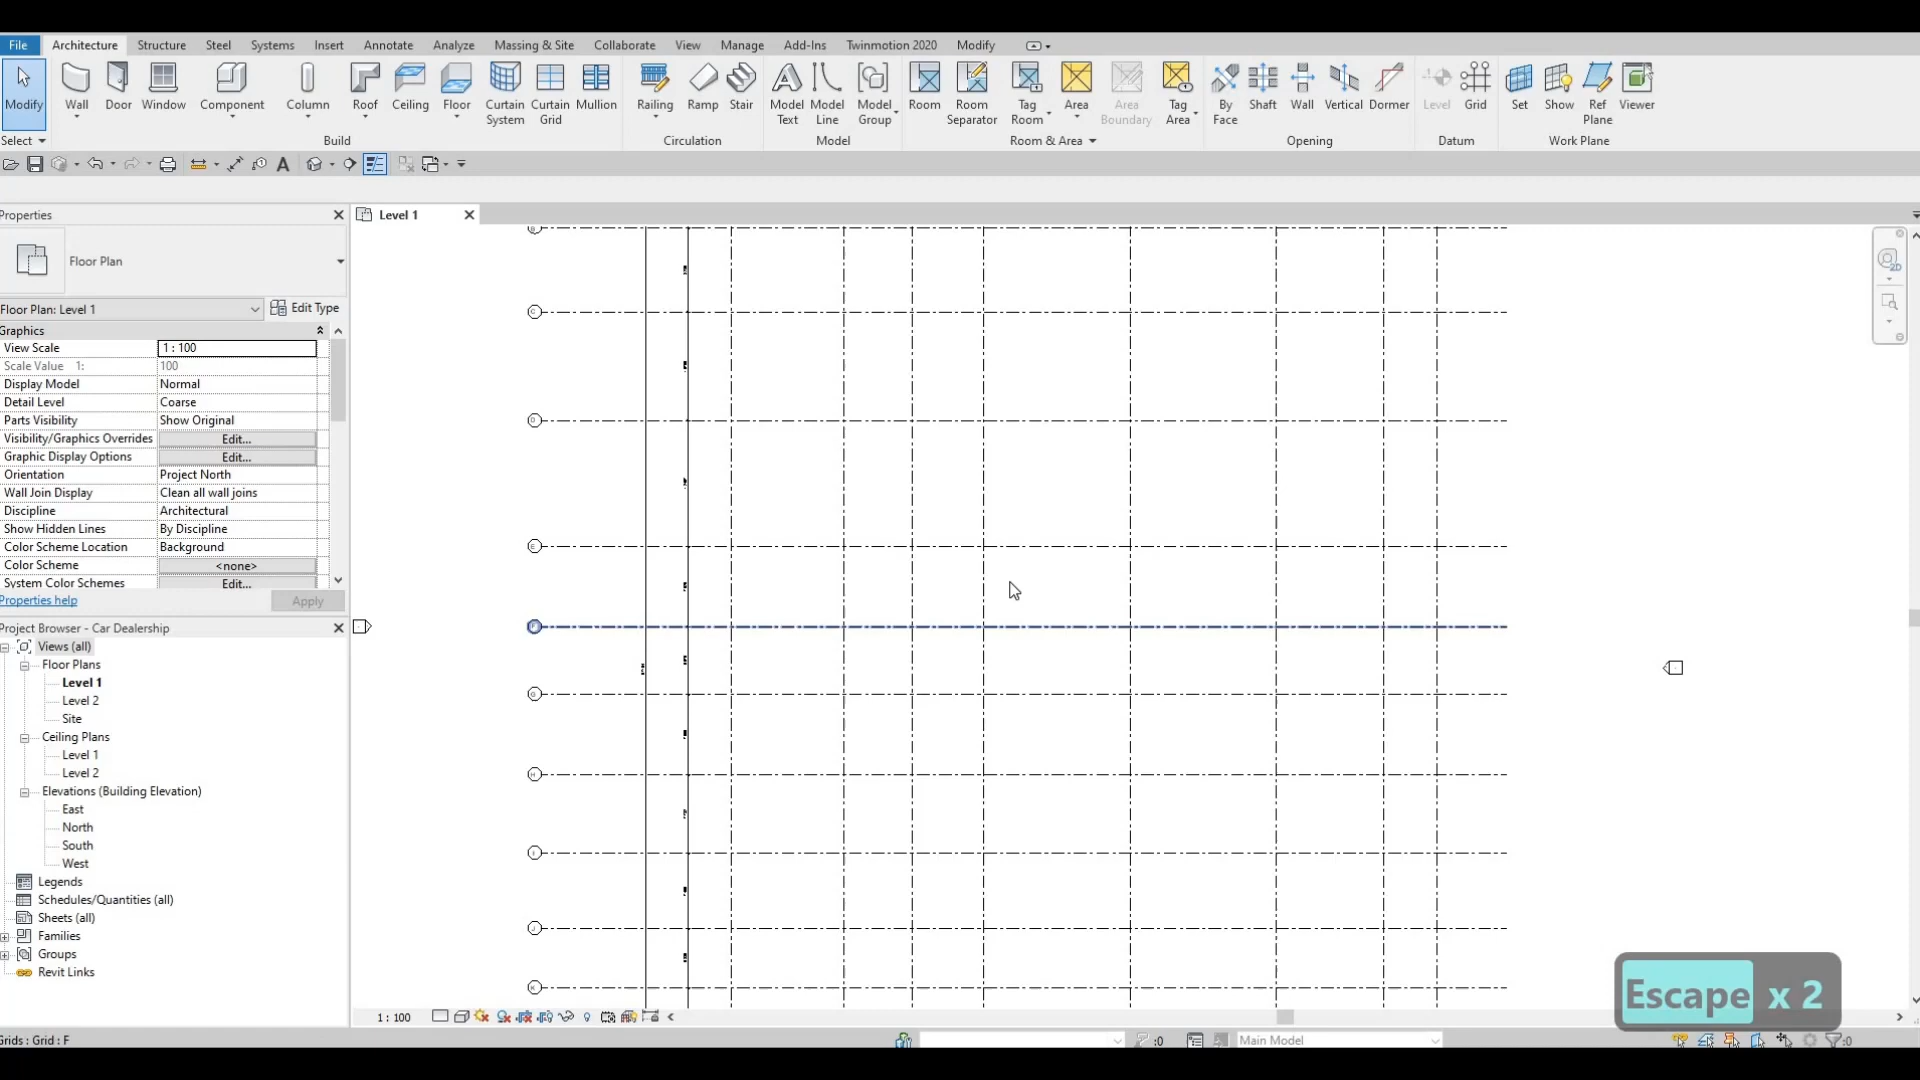 File Architecture Structure Steel Systems Insert Annotate Analyze Massing & Site Collaborate View Manage Add-Ins Twinmotion 2020 Modify
Modify Wall Door Window Component Column Roof Ceiling Floor Curtain System Curtain Grid Mullion Railing Ramp Stair Model Text Model Line Model Group Room Room Separator Tag Room Area Area Boundary Tag Area By Face Shaft Wall Vertical Dormer Level Grid Set Show Ref Plane Viewer
Select Build Circulation Model Room & Area Opening Datum Work Plane
Properties
Level 1
Floor Plan
Floor Plan: Level 1 Edit Type
Graphics
View Scale 1 : 100
Scale Value 1: 100
Display Model Normal
Detail Level Coarse
Parts Visibility Show Original
Visibility/Graphics Overrides Edit...
Graphic Display Options Edit...
Orientation Project North
Wall Join Display Clean all wall joins
Discipline Architectural
Show Hidden Lines By Discipline
Color Scheme Location Background
Color Scheme <none>
System Color Schemes Edit...
Properties help Apply
Project Browser - Car Dealership
Views (all)
Floor Plans
Level 1
Level 2
Site
Ceiling Plans
Level 1
Level 2
Elevations (Building Elevation)
East
North
South
West
Legends
Schedules/Quantities (all)
Sheets (all)
Families
Groups
Revit Links
C
D
E
F
G
H
I
J
K
Escape x 2
1 : 100
Grids : Grid : F :0 Main Model :0